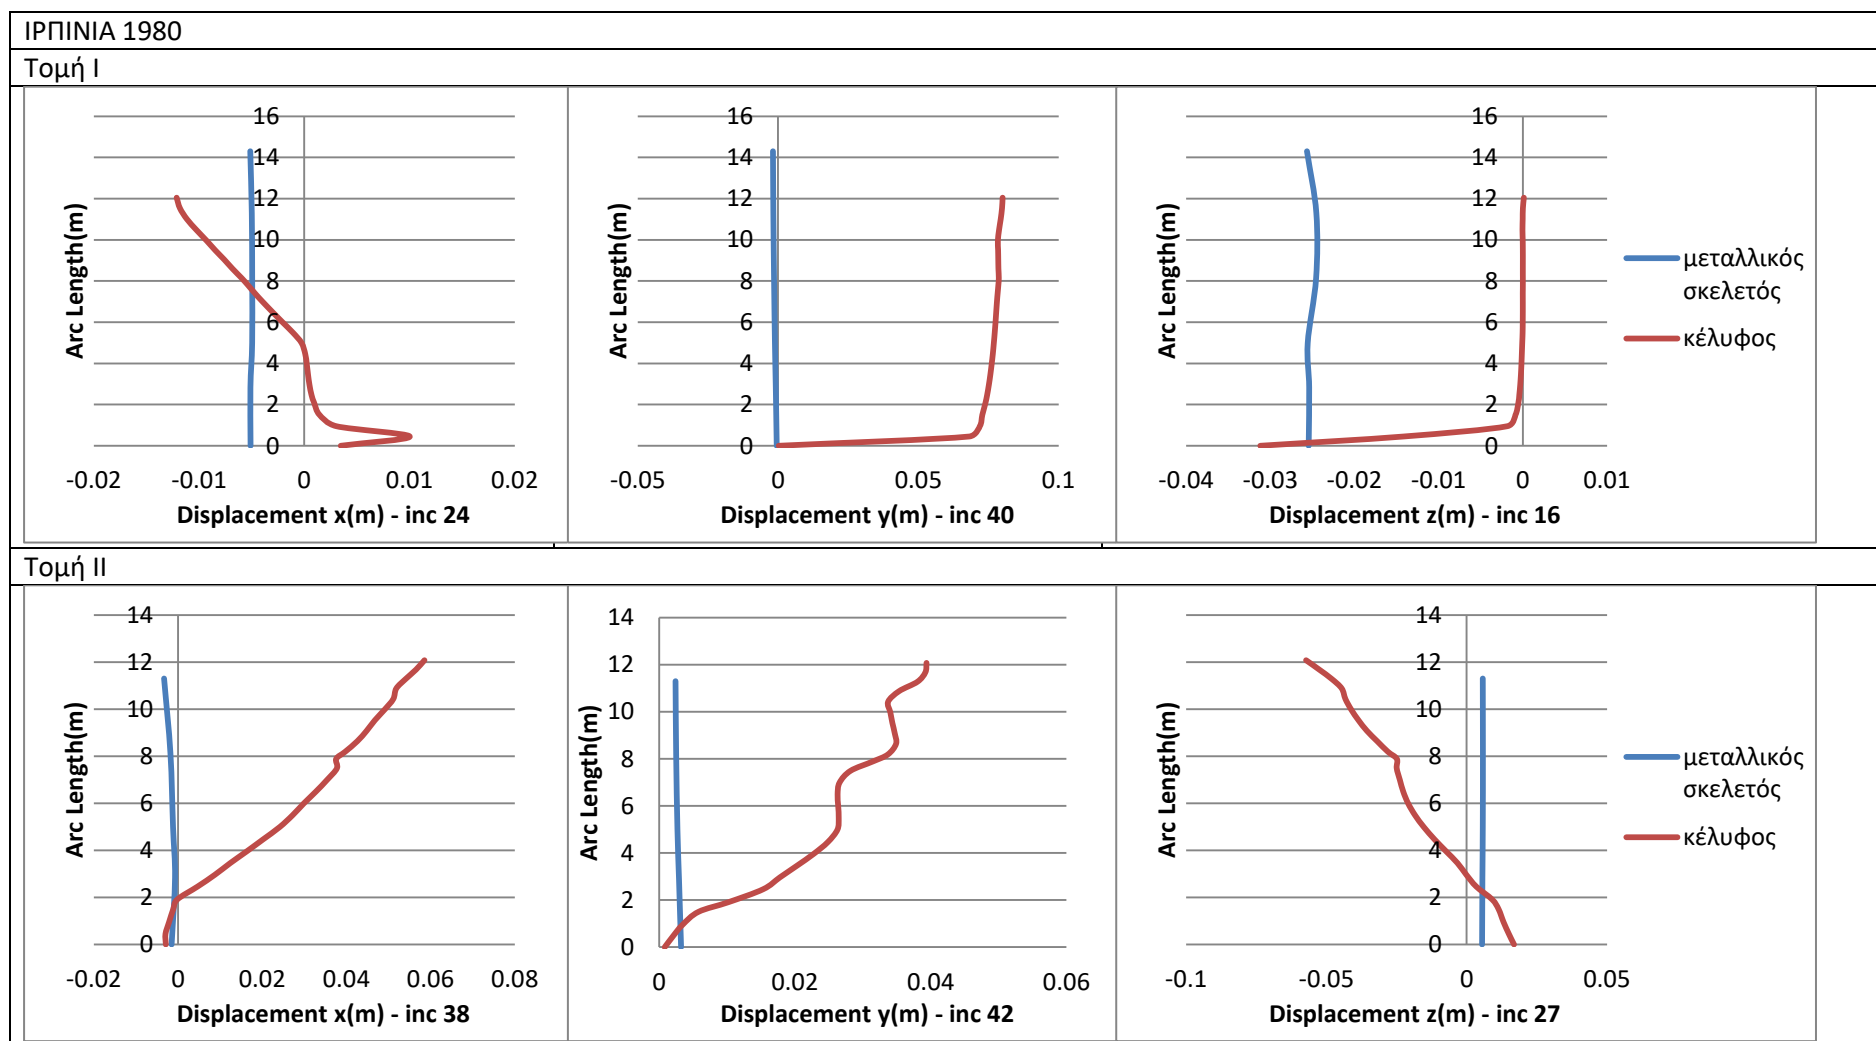 ΙΡΠΙΝΙΑ 1980
Τομή Ι
16
14
12
10
8
6
4
2
0
-0.02 -0.01 0 0.01 0.02
Arc Length(m)
Displacement x(m) - inc 24
16
14
12
10
8
6
4
2
0
-0.05 0 0.05 0.1
Arc Length(m)
Displacement y(m) - inc 40
16
14
12
10
8
6
4
2
0
-0.04 -0.03 -0.02 -0.01 0 0.01
Arc Length(m)
Displacement z(m) - inc 16
μεταλλικός
σκελετός
κέλυφος
Τομή ΙΙ
14
12
10
8
6
4
2
0
-0.02 0 0.02 0.04 0.06 0.08
Arc Length(m)
Displacement x(m) - inc 38
14
12
10
8
6
4
2
0
0 0.02 0.04 0.06
Arc Length(m)
Displacement y(m) - inc 42
14
12
10
8
6
4
2
0
-0.1 -0.05 0 0.05
Arc Length(m)
Displacement z(m) - inc 27
μεταλλικός
σκελετός
κέλυφος